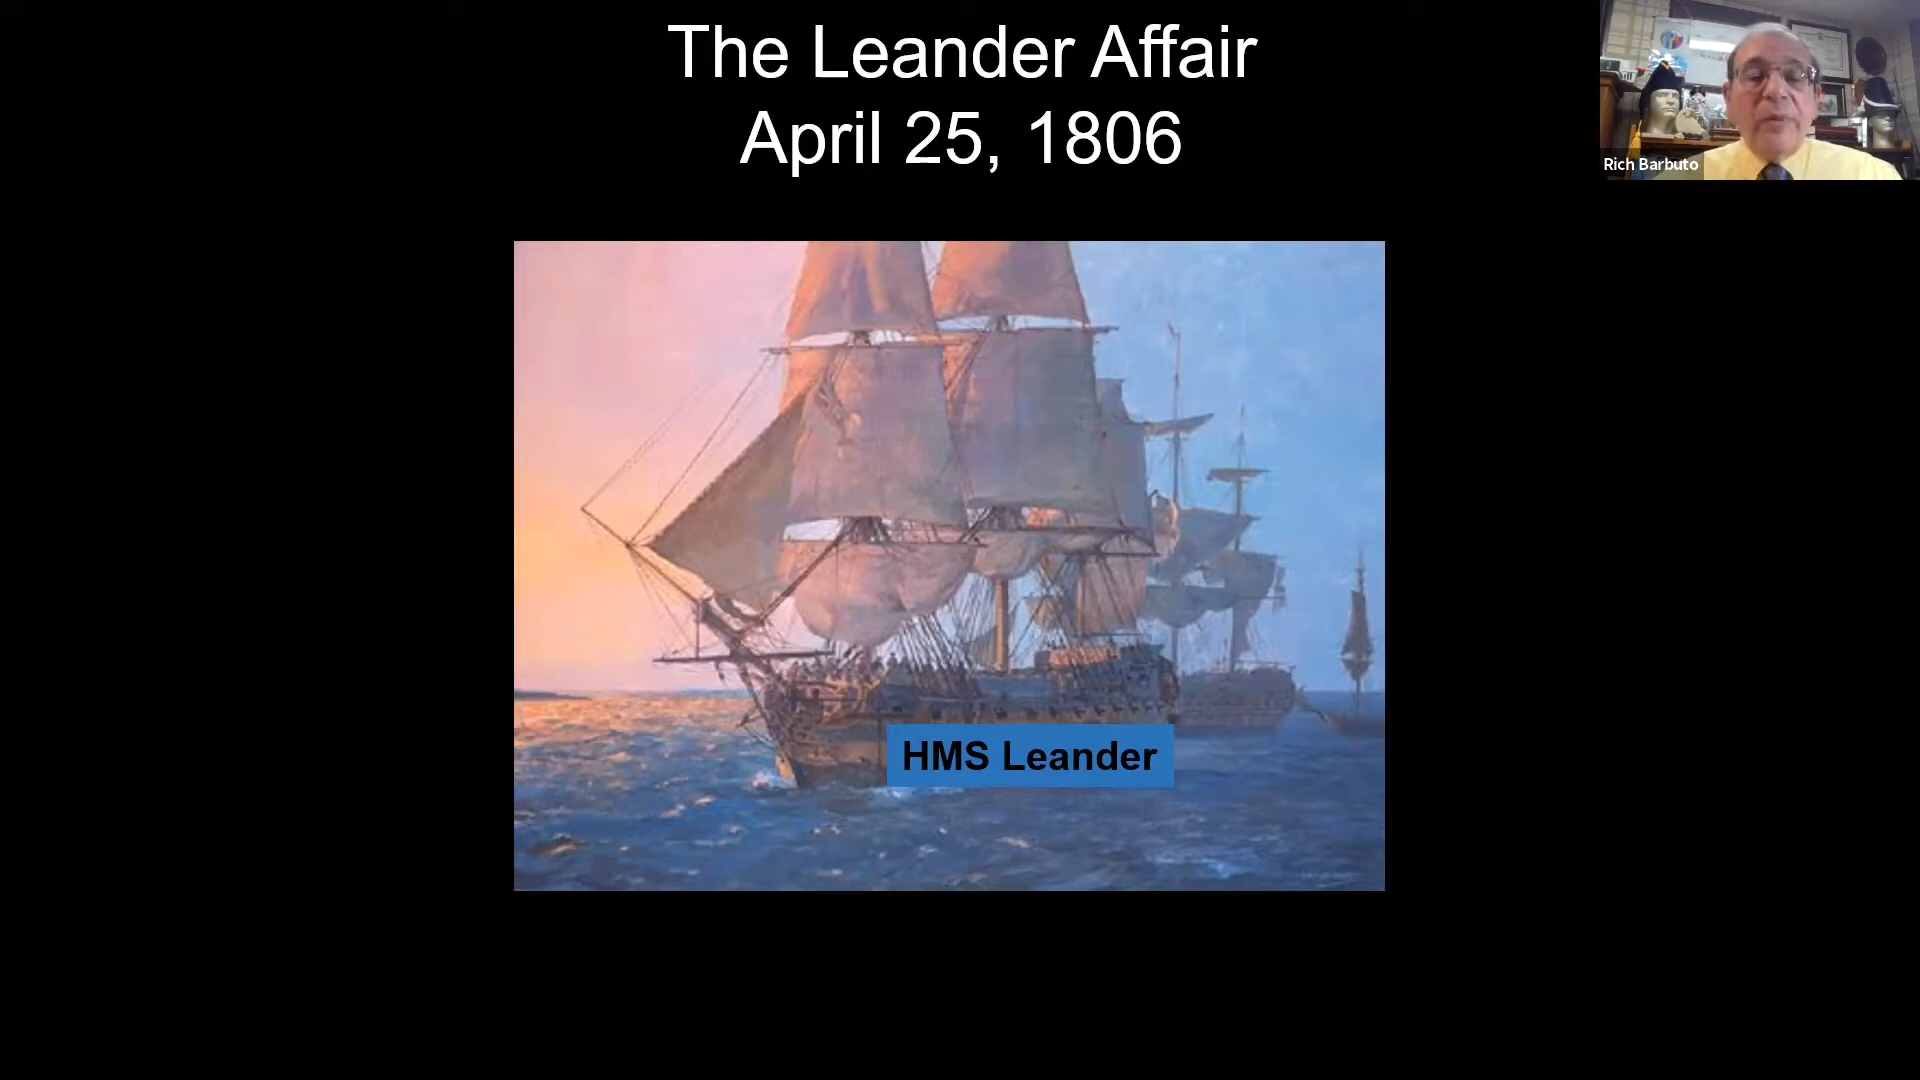 The Leander Affair
April 25, 1806
Rich Barbuto
HMS Leander